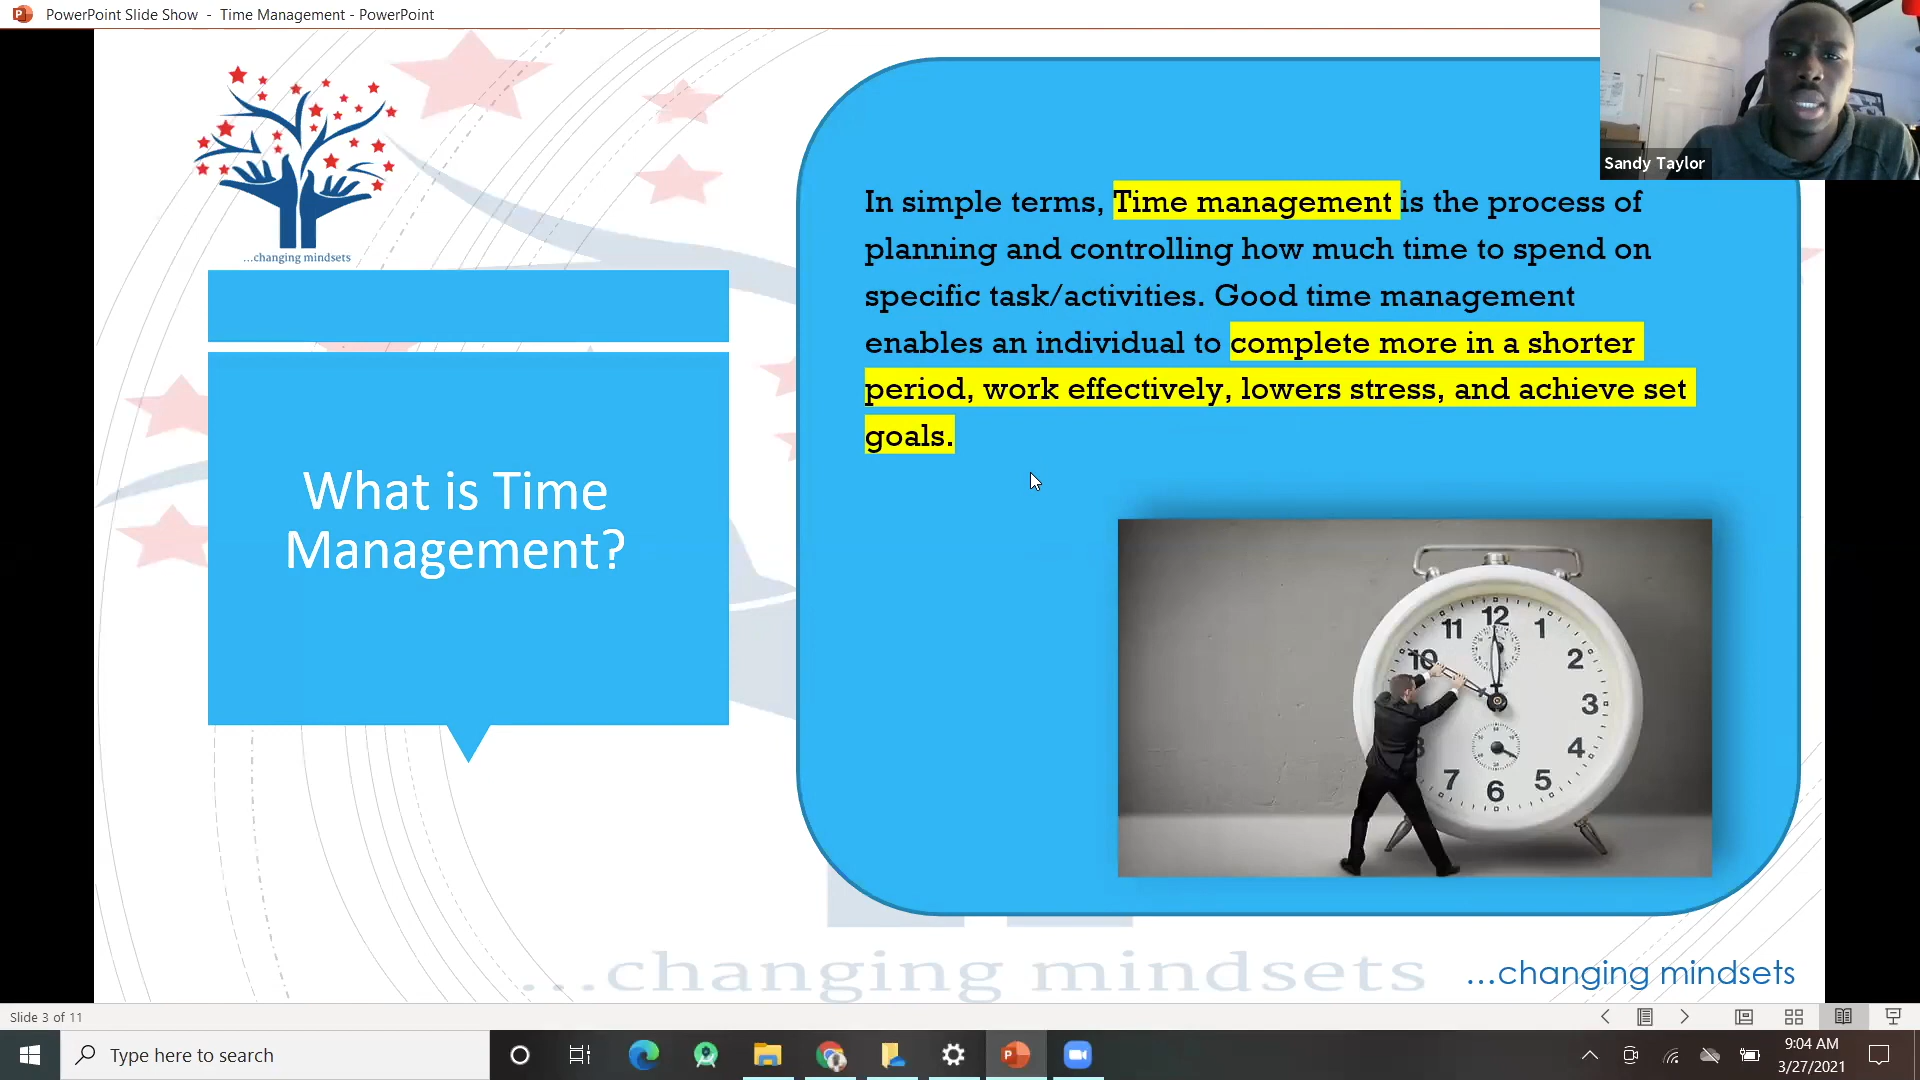 PowerPoint Slide Show - Time Management - PowerPoint
Sandy Taylor
...changing mindsets
In simple terms, Time management is the process of
planning and controlling how much time to spend on
specific task/activities. Good time management
enables an individual to complete more in a shorter
period, work effectively, lowers stress, and achieve set
goals.
What is Time
Management?
12
1
2
3
4
5
6
7
8
10
11
...changing mindsets
...changing mindsets
Slide 3 of 11
Type here to search
9:04 AM
3/27/2021